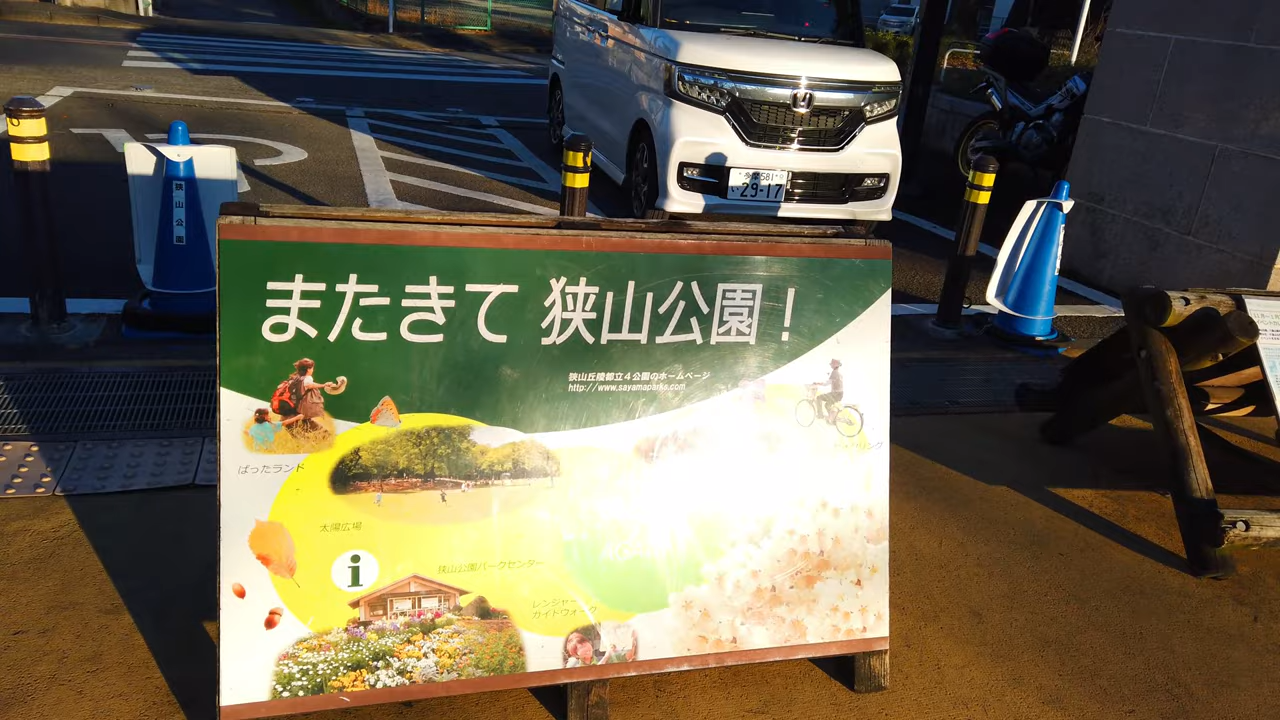 またきて 狭山公園！
狭山丘陵都立４公園のホームページ
http://www.sayamaparks.com
ばったランド
太陽広場
i
狭山公園パークセンター
レンジャー
ガイドウォーク
狭山公園
581
29-17